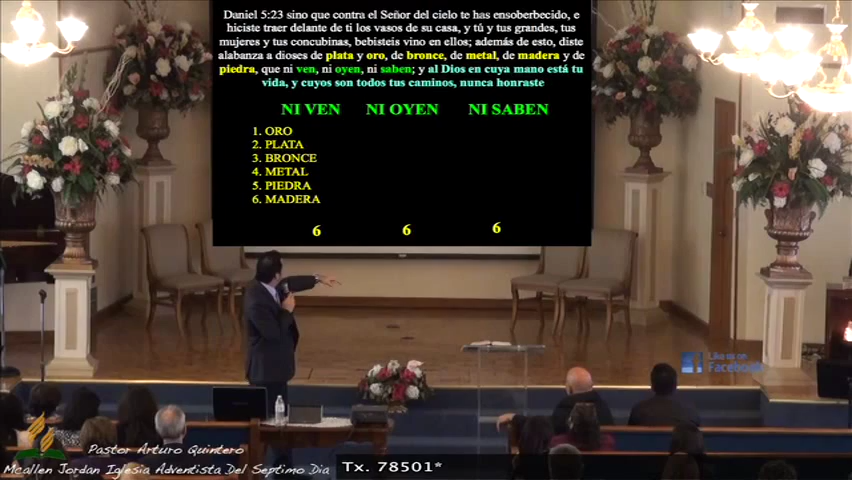 Daniel 5:23 sino que contra el Señor del cielo te has ensoberbecido, e
hiciste traer delante de ti los vasos de su casa, y tú y tus grandes, tus
mujeres y tus concubinas, bebisteis vino en ellos; además de esto, diste
alabanza a dioses de plata y oro, de bronce, de metal, de madera y de
piedra, que ni ven, ni oyen, ni saben; y al Dios en cuya mano está tu
vida, y cuyos son todos tus caminos, nunca honraste
NI VEN NI OYEN NI SABEN
1. ORO
2. PLATA
3. BRONCE
4. METAL
5. PIEDRA
6. MADERA
6 6 6
Like us on
Facebook
Pastor Arturo Quintero
Mcallen Jordan Iglesia Adventista Del Septimo Dia
Tx. 78501*